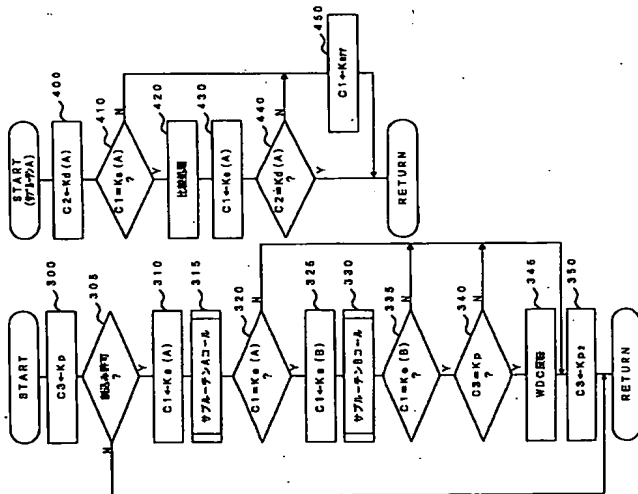 START
C3←Kp
300
割込み許可
?
305
Y
N
C1←Ks (A)
310
サブルーチンAコール
315
C1=Ke (A)
?
320
Y
N
C1←Ks (B)
325
サブルーチンBコール
330
C1=Ke (B)
?
335
Y
N
C3=Kp
?
340
Y
N
WDC反転
345
C3←Kp2
350
RETURN
START
(サブルーチンA)
C2←Kd (A)
400
C1=Ks (A)
?
410
Y
N
比較処理
420
C1←Ke (A)
430
C2=Kd (A)
?
440
Y
N
C1←Kerr
450
RETURN